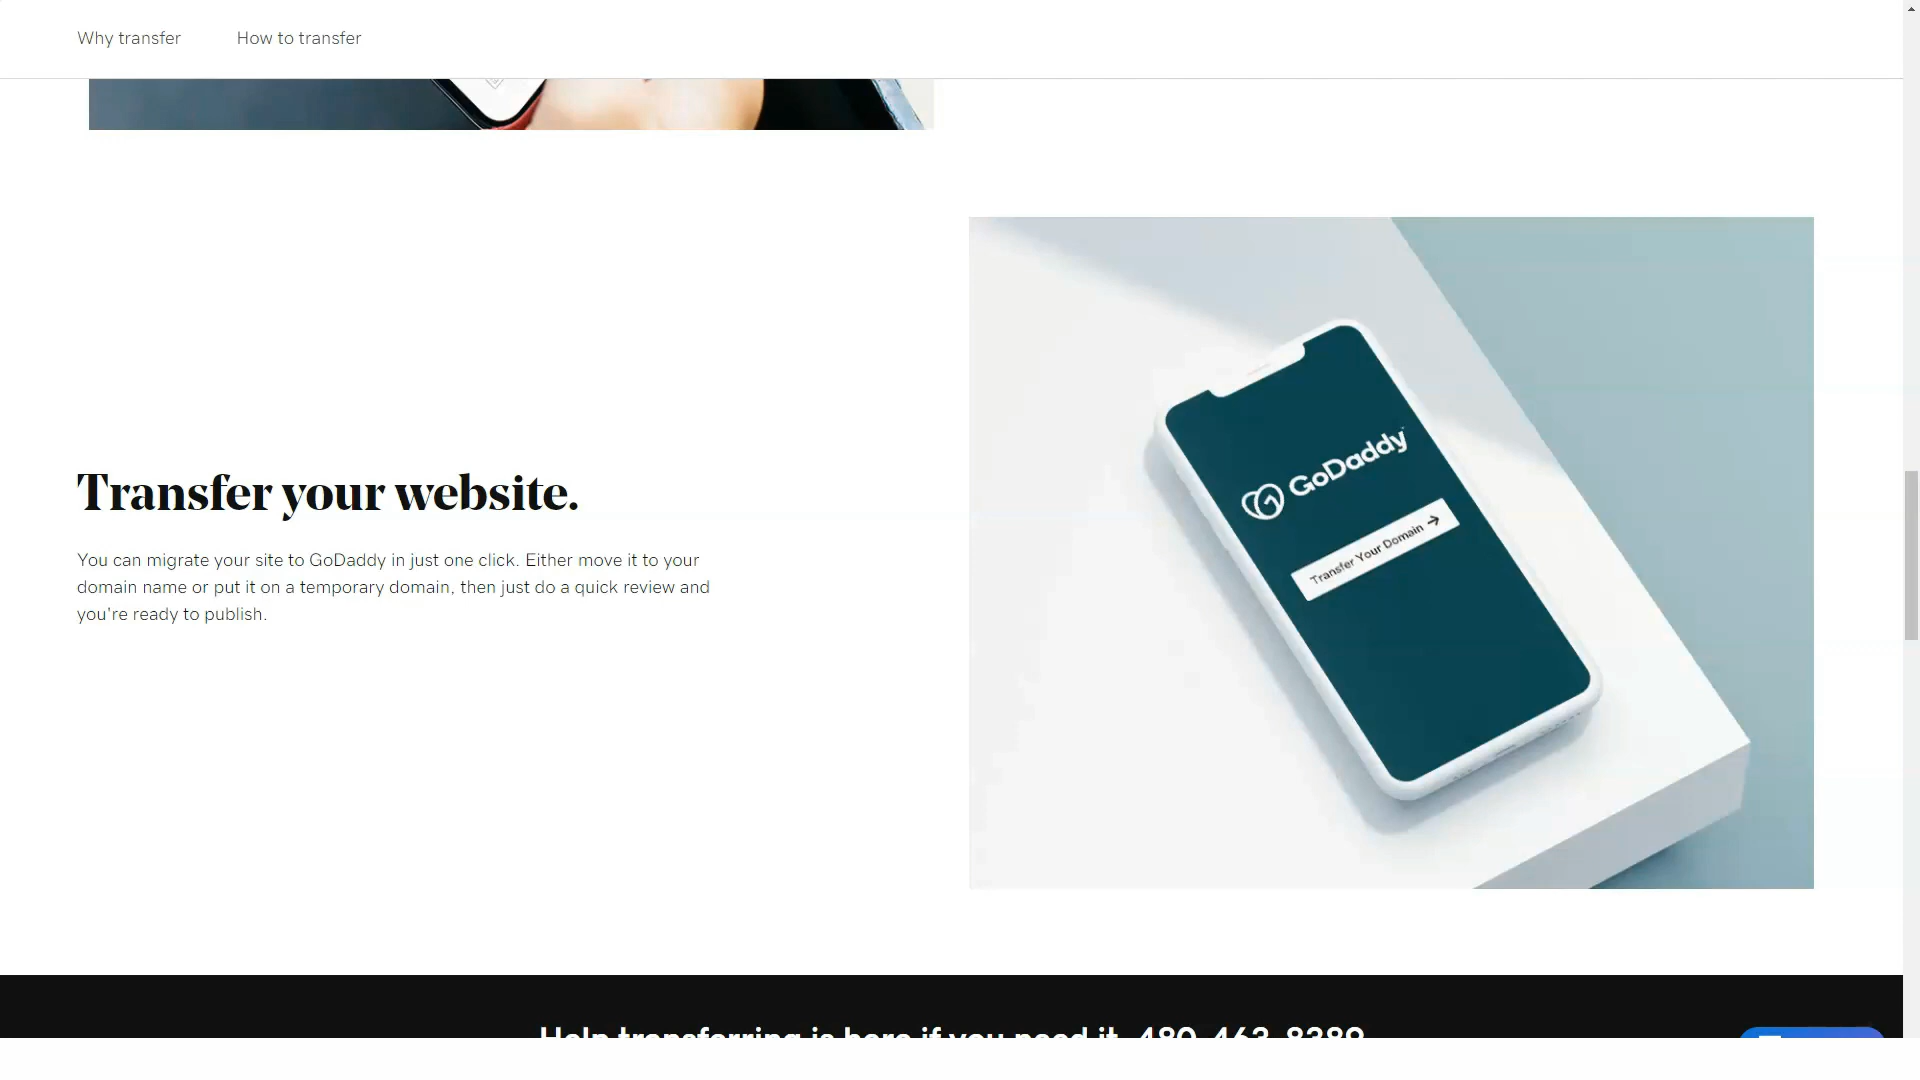 Why transfer
How to transfer
GoDaddy
Transfer Your Domain →
Transfer your website.
You can migrate your site to GoDaddy in just one click. Either move it to your
domain name or put it on a temporary domain, then just do a quick review and
you're ready to publish.
Help transferring is here if you need it. 480-463-8389